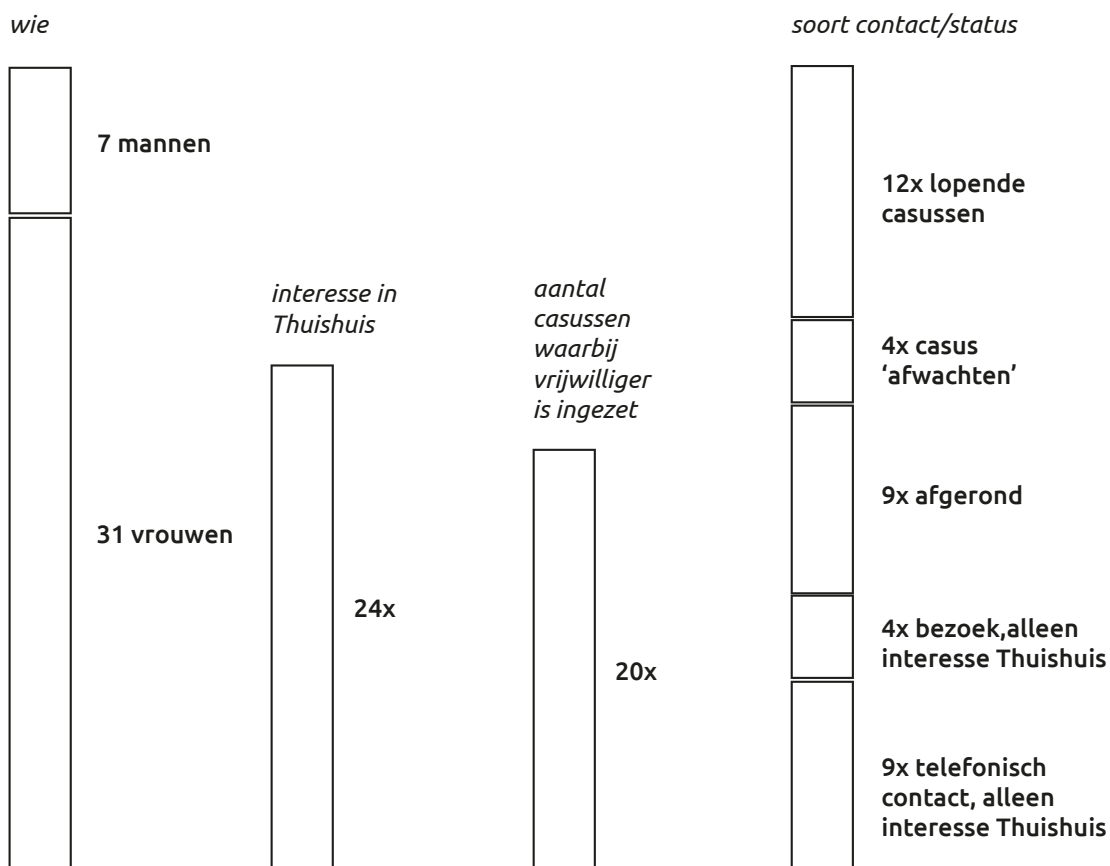 wie
7 mannen
31 vrouwen
interesse in
Thuishuis
24x
aantal
casussen
waarbij
vrijwilliger
is ingezet
20x
soort contact/status
12x lopende
casussen
4x casus
‘afwachten’
9x afgerond
4x bezoek,alleen
interesse Thuishuis
9x telefonisch
contact, alleen
interesse Thuishuis